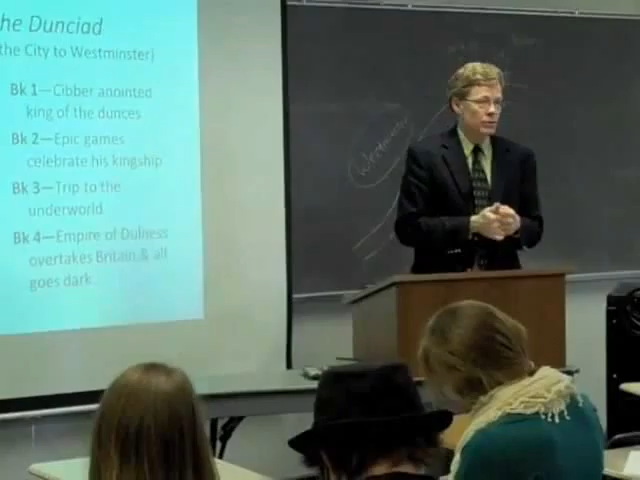 he Dunciad
the City to Westminster)
Bk 1—Cibber anointed
king of the dunces
Bk 2—Epic games
celebrate his kingship
Bk 3—Trip to the
underworld
Bk 4—Empire of Dulness
overtakes Britain & all
goes dark
Westminster